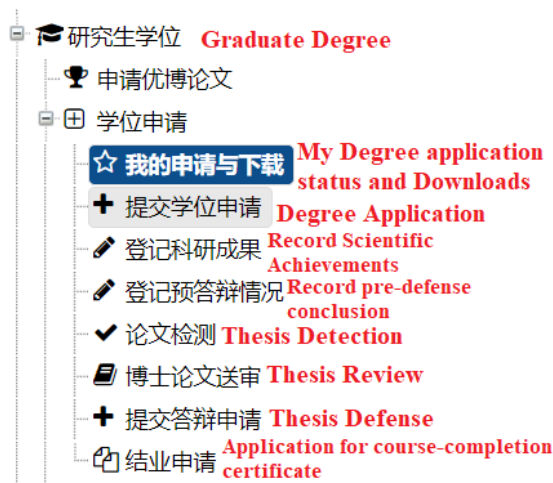 研究生学位 Graduate Degree
申请优博论文
学位申请
我的申请与下载 My Degree application
status and Downloads
提交学位申请 Degree Application
登记科研成果 Record Scientific
Achievements
登记预答辩情况 Record pre-defense
conclusion
论文检测 Thesis Detection
博士论文送审 Thesis Review
提交答辩申请 Thesis Defense
结业申请 Application for course-completion
certificate